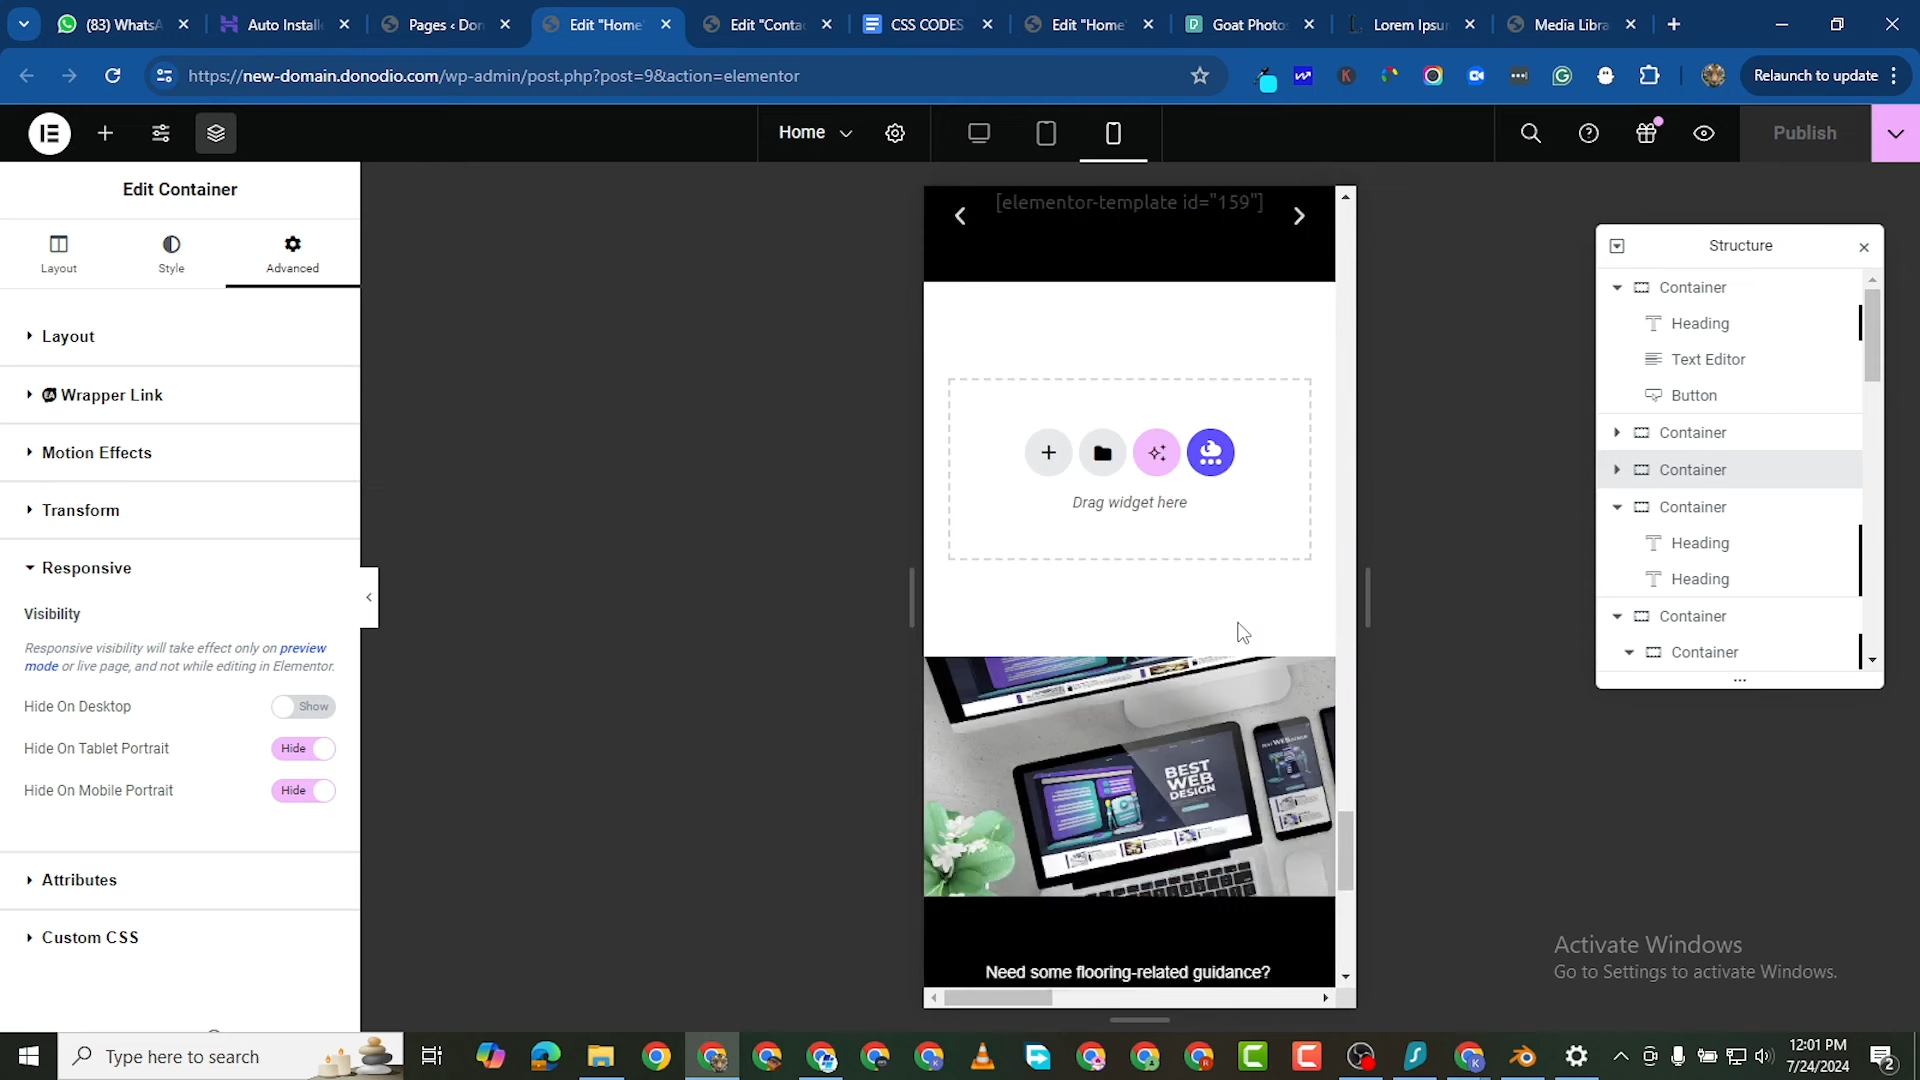 (83) WhatsA
Auto Installe
Pages ‹ Don
Edit "Home"
Edit "Contac
CSS CODES
Edit "Home"
Goat Photos
Lorem Ipsum
Media Libra
https://new-domain.donodio.com/wp-admin/post.php?post=9&action=elementor
Relaunch to update
Home
Publish
Edit Container
Layout
Style
Advanced
Layout
Wrapper Link
Motion Effects
Transform
Responsive
Visibility
Responsive visibility will take effect only on preview
mode or live page, and not while editing in Elementor.
Hide On Desktop
Show
Hide On Tablet Portrait
Hide
Hide On Mobile Portrait
Hide
Attributes
Custom CSS
[elementor-template id="159"]
Drag widget here
BEST
WEB
DESIGN
Need some flooring-related guidance?
Structure
Container
Heading
Text Editor
Button
Container
Container
Container
Heading
Heading
Container
Container
Activate Windows
Go to Settings to activate Windows.
Type here to search
12:01 PM
7/24/2024
2